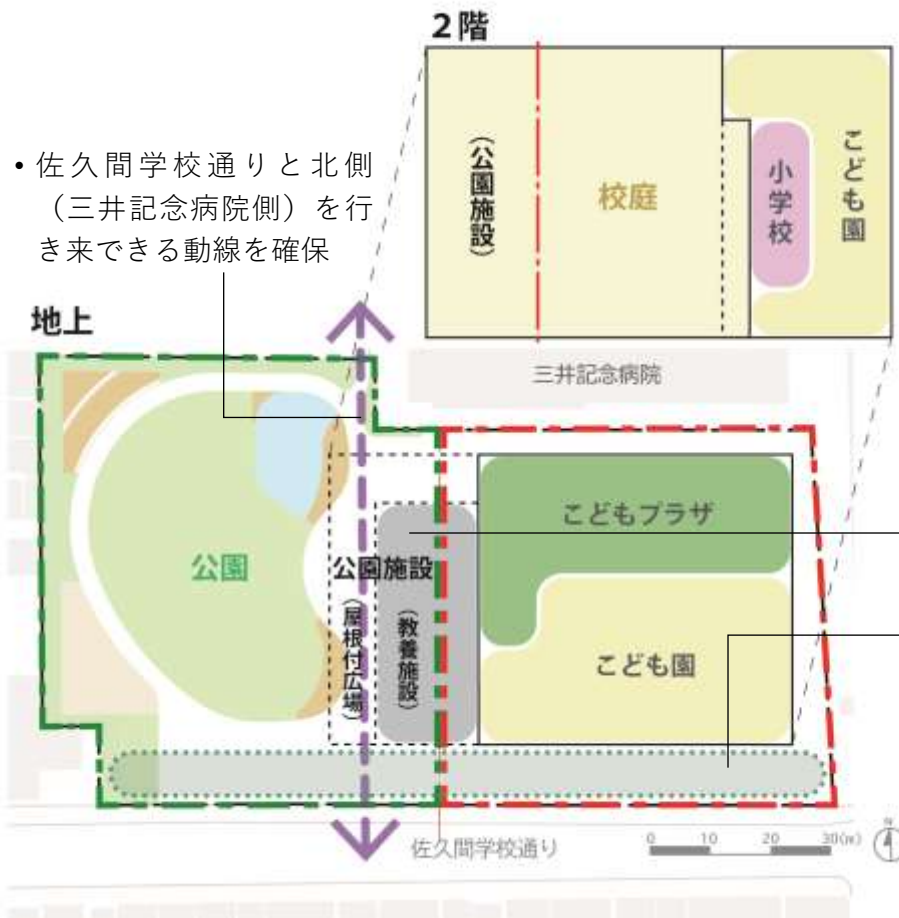 ２階
（公園施設）
校庭
小学校
こども園
• 佐久間学校通りと北側
（三井記念病院側）を行
き来できる動線を確保
地上
三井記念病院
こどもプラザ
公園
公園施設
（屋根付広場）
（教養施設）
こども園
佐久間学校通り
0 10 20 30(m)
N